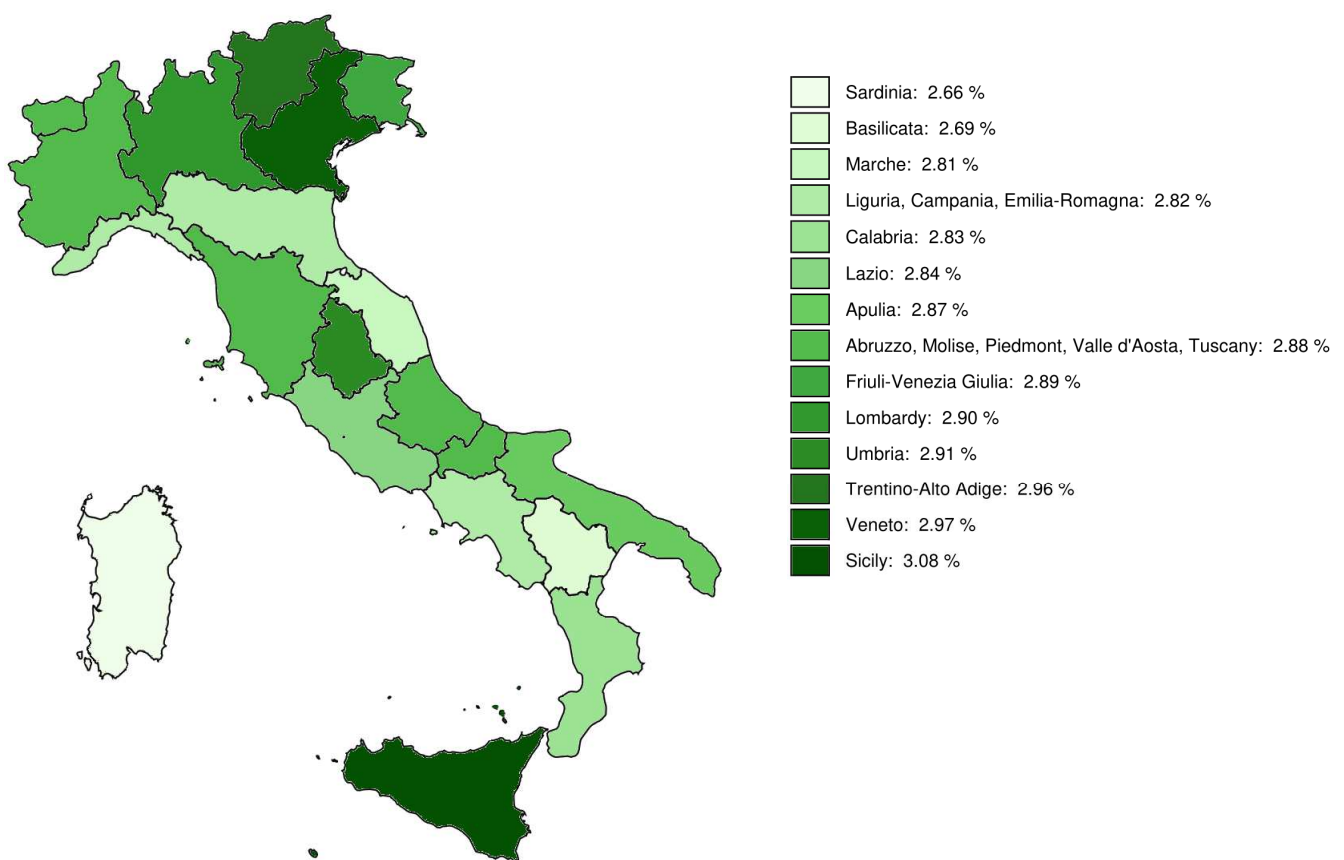 Sardinia: 2.66 %
Basilicata: 2.69 %
Marche: 2.81 %
Liguria, Campania, Emilia-Romagna: 2.82 %
Calabria: 2.83 %
Lazio: 2.84 %
Apulia: 2.87 %
Abruzzo, Molise, Piedmont, Valle d'Aosta, Tuscany: 2.88 %
Friuli-Venezia Giulia: 2.89 %
Lombardy: 2.90 %
Umbria: 2.91 %
Trentino-Alto Adige: 2.96 %
Veneto: 2.97 %
Sicily: 3.08 %